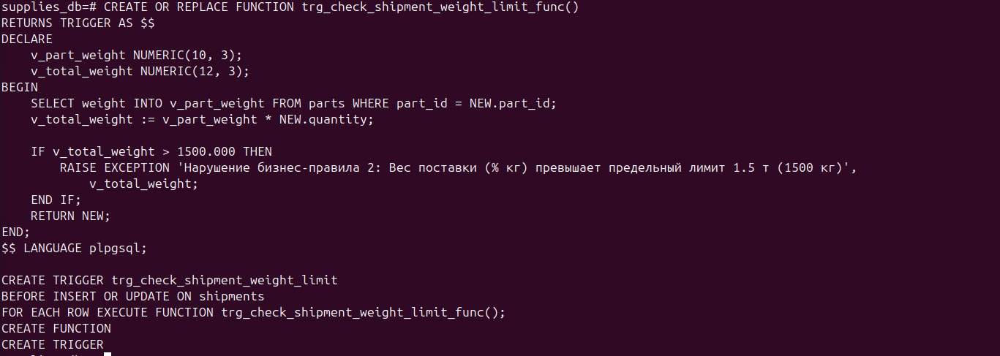 supplies_db=# CREATE OR REPLACE FUNCTION trg_check_shipment_weight_limit_func()
RETURNS TRIGGER AS $$
DECLARE
    v_part_weight NUMERIC(10, 3);
    v_total_weight NUMERIC(12, 3);
BEGIN
    SELECT weight INTO v_part_weight FROM parts WHERE part_id = NEW.part_id;
    v_total_weight := v_part_weight * NEW.quantity;

    IF v_total_weight > 1500.000 THEN
        RAISE EXCEPTION 'Нарушение бизнес-правила 2: Вес поставки (% кг) превышает предельный лимит 1.5 т (1500 кг)',
            v_total_weight;
    END IF;
    RETURN NEW;
END;
$$ LANGUAGE plpgsql;

CREATE TRIGGER trg_check_shipment_weight_limit
BEFORE INSERT OR UPDATE ON shipments
FOR EACH ROW EXECUTE FUNCTION trg_check_shipment_weight_limit_func();
CREATE FUNCTION
CREATE TRIGGER